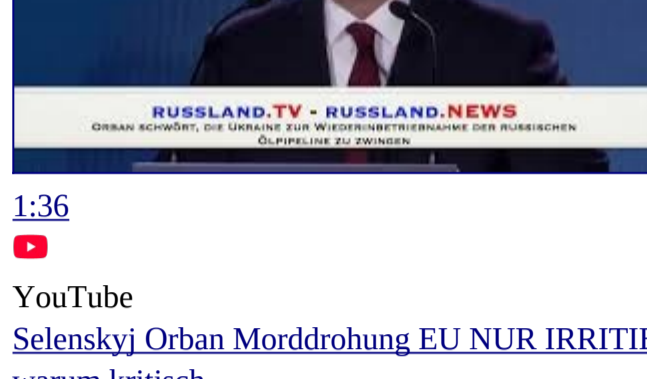 RUSSLAND.TV - RUSSLAND.NEWS
ORBAN SCHWÖRT, DIE UKRAINE ZUR WIEDERINBETRIEBNAHME DER RUSSISCHEN
ÖLPIPELINE ZU ZWINGEN
1:36
YouTube
Selenskyj Orban Morddrohung EU NUR IRRITIE
warum kritisch